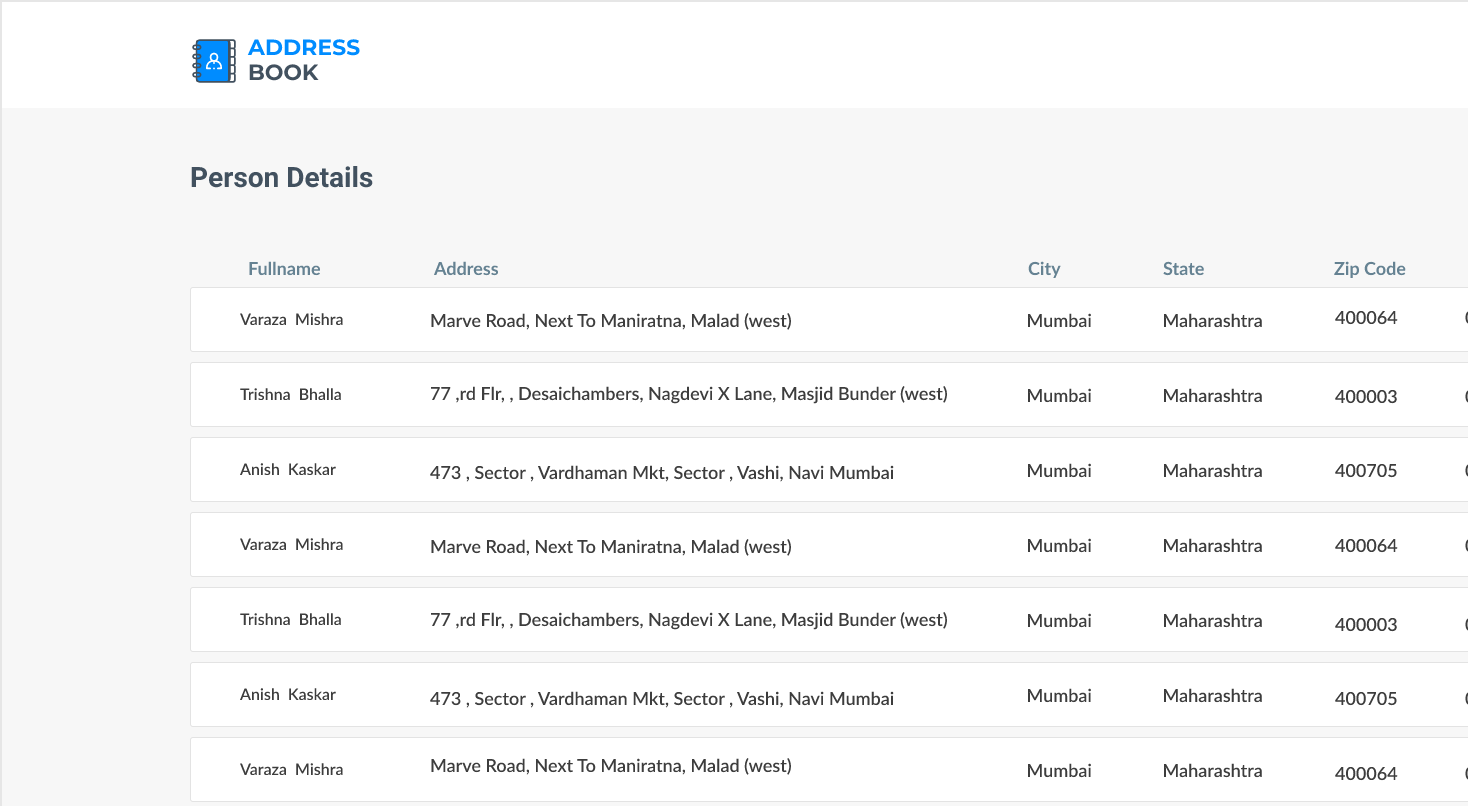 ADDRESS
BOOK
Person Details
Fullname Address City State Zip Code
Varaza Mishra Marve Road, Next To Maniratna, Malad (west) Mumbai Maharashtra 400064
Trishna Bhalla 77 ,rd Flr, , Desaichambers, Nagdevi X Lane, Masjid Bunder (west) Mumbai Maharashtra 400003
Anish Kaskar 473 , Sector , Vardhaman Mkt, Sector , Vashi, Navi Mumbai Mumbai Maharashtra 400705
Varaza Mishra Marve Road, Next To Maniratna, Malad (west) Mumbai Maharashtra 400064
Trishna Bhalla 77 ,rd Flr, , Desaichambers, Nagdevi X Lane, Masjid Bunder (west) Mumbai Maharashtra 400003
Anish Kaskar 473 , Sector , Vardhaman Mkt, Sector , Vashi, Navi Mumbai Mumbai Maharashtra 400705
Varaza Mishra Marve Road, Next To Maniratna, Malad (west) Mumbai Maharashtra 400064